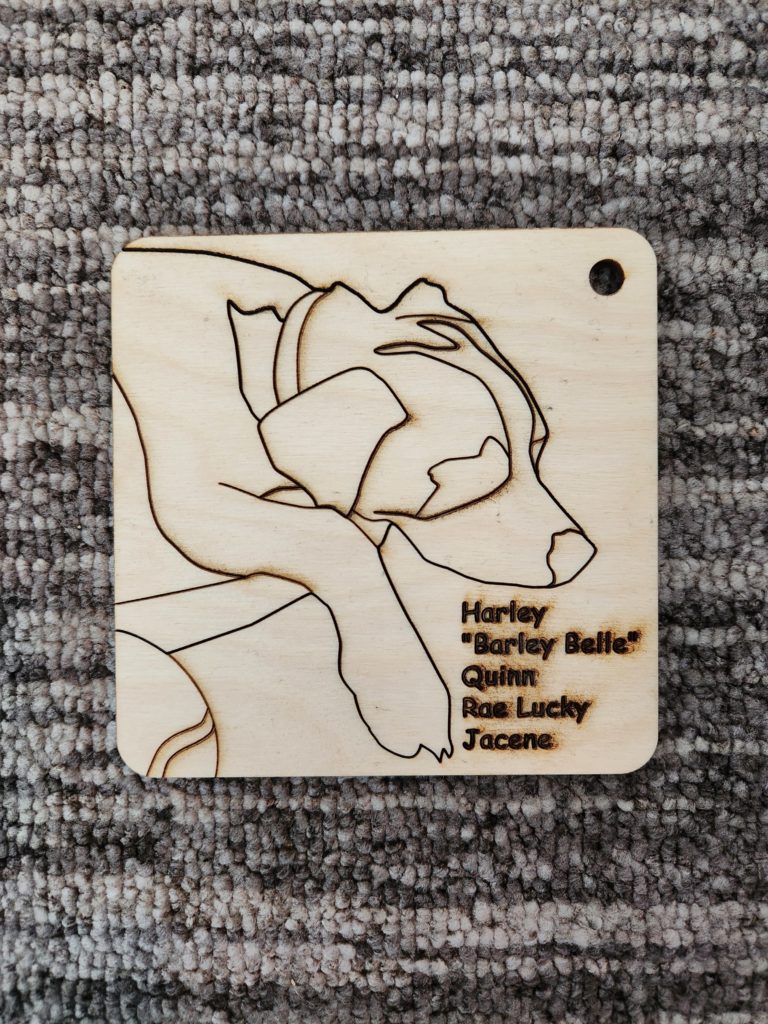 Harley
"Barley Belle"
Quinn
Rae Lucky
Jacene